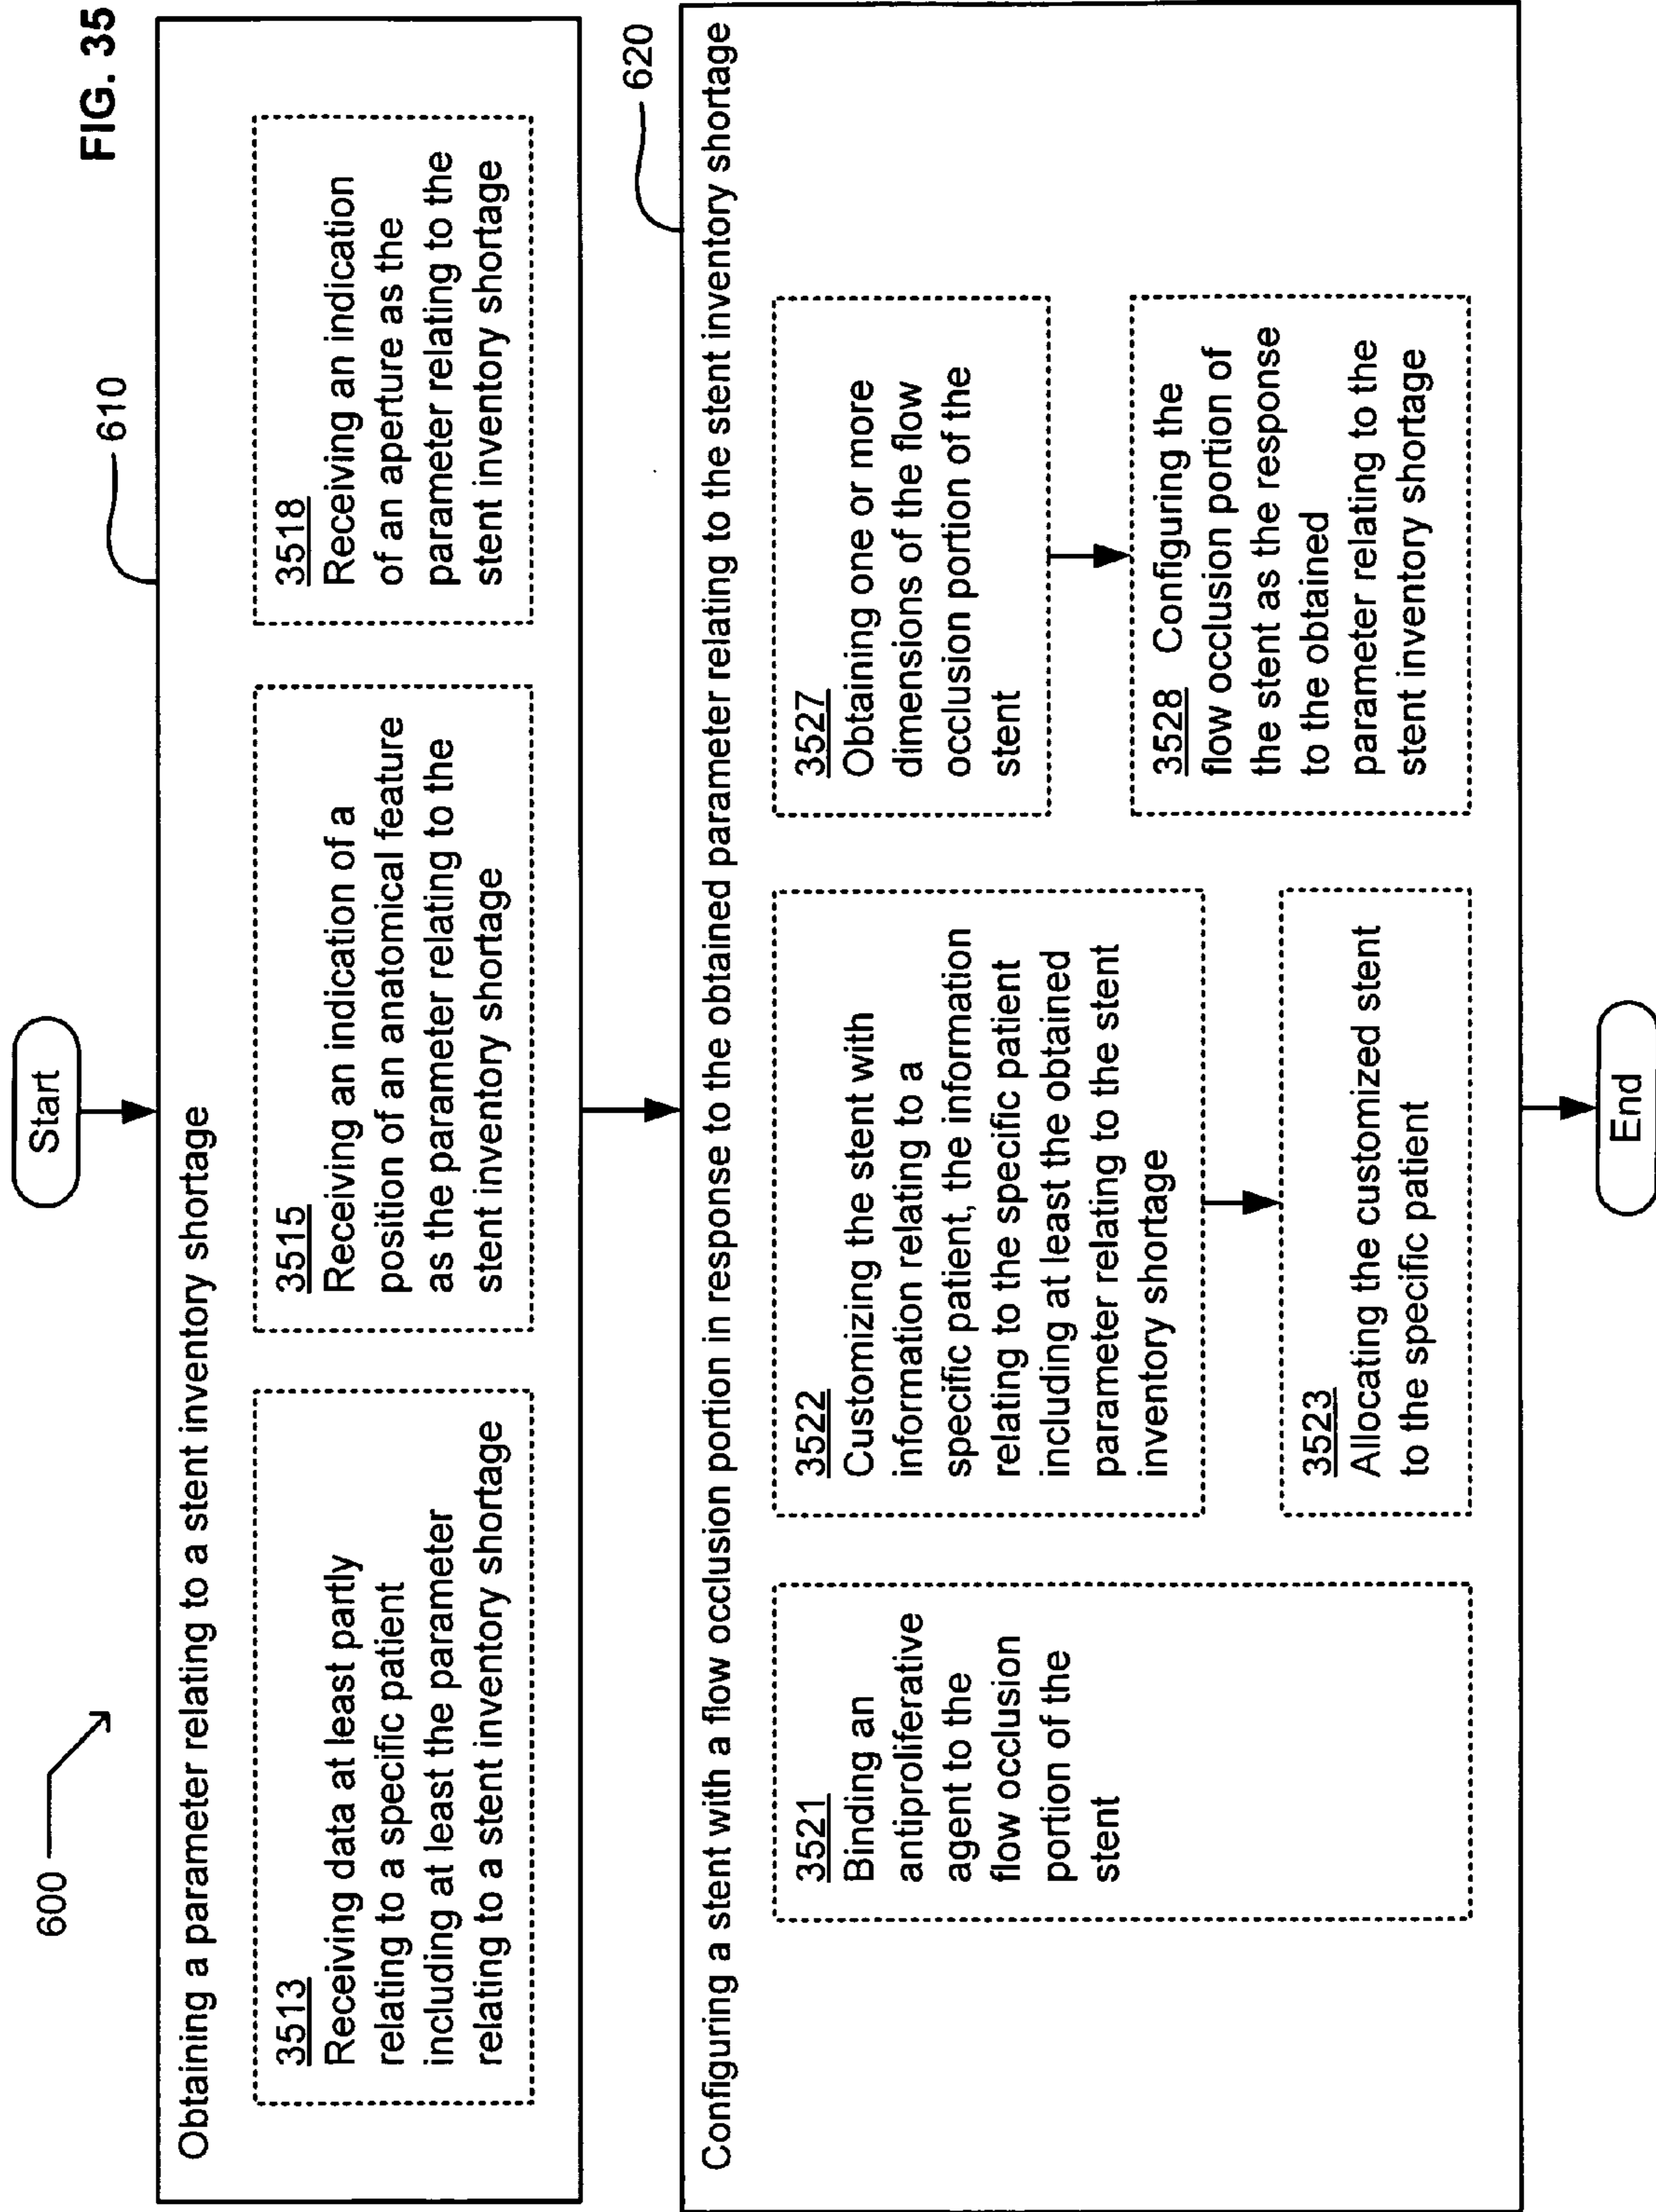 FIG. 35
600
Start
610
Obtaining a parameter relating to a stent inventory shortage
3513
Receiving data at least partly
relating to a specific patient
including at least the parameter
relating to a stent inventory shortage
3515
Receiving an indication of a
position of an anatomical feature
as the parameter relating to the
stent inventory shortage
3518
Receiving an indication
of an aperture as the
parameter relating to the
stent inventory shortage
620
Configuring a stent with a flow occlusion portion in response to the obtained parameter relating to the stent inventory shortage
3521
Binding an
antiproliferative
agent to the
flow occlusion
portion of the
stent
3522
Customizing the stent with
information relating to a
specific patient, the information
relating to the specific patient
including at least the obtained
parameter relating to the stent
inventory shortage
3523
Allocating the customized stent
to the specific patient
3527
Obtaining one or more
dimensions of the flow
occlusion portion of the
stent
3528 Configuring the
flow occlusion portion of
the stent as the response
to the obtained
parameter relating to the
stent inventory shortage
End